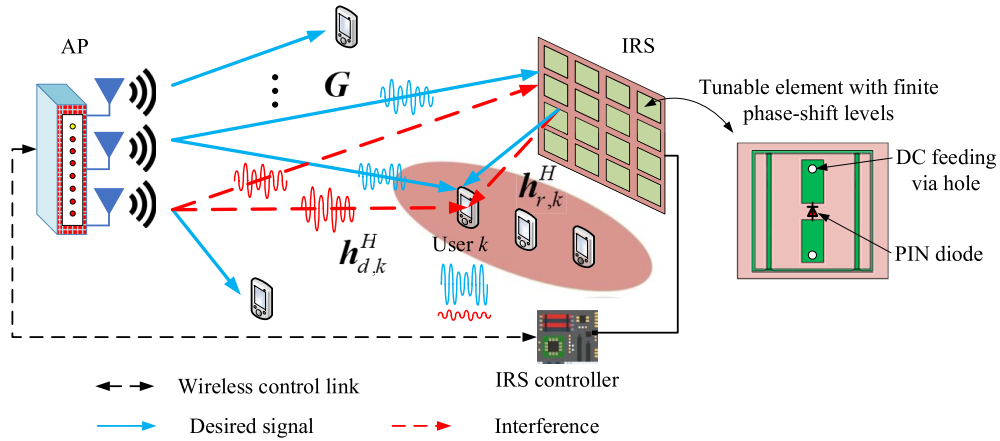 AP
IRS
G
Tunable element with finite
phase-shift levels
DC feeding
via hole
PIN diode
h_{r,k}^{H}
User k
h_{d,k}^{H}
IRS controller
Wireless control link
Desired signal
Interference